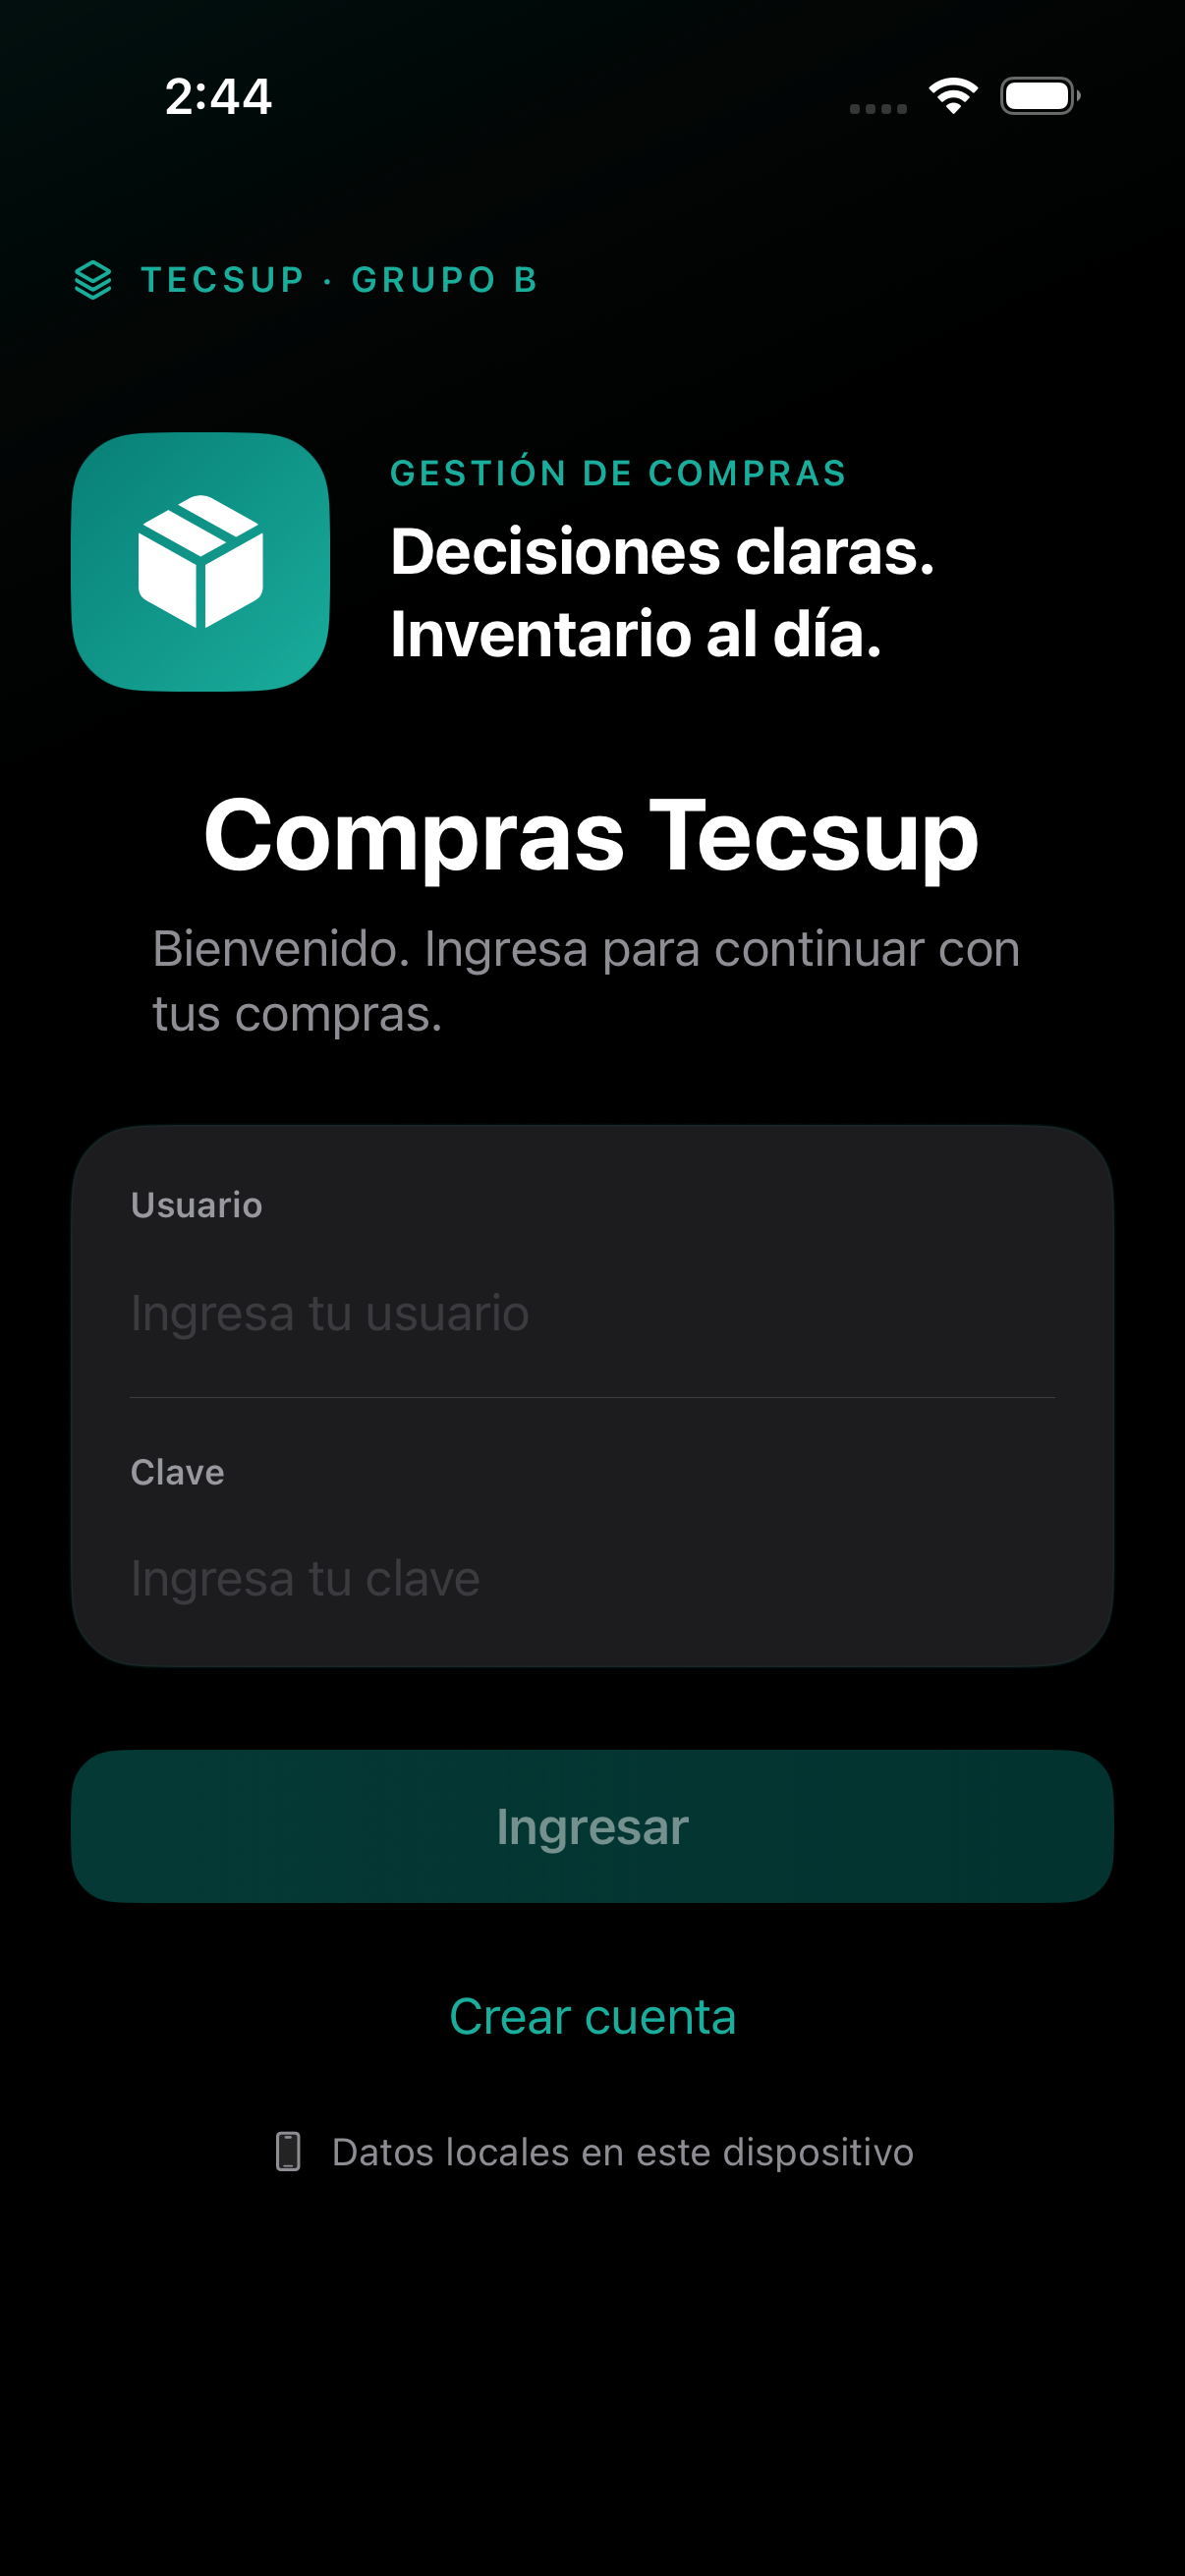 2:44
TECSUP · GRUPO B
GESTIÓN DE COMPRAS
Decisiones claras.
Inventario al día.
Compras Tecsup
Bienvenido. Ingresa para continuar con
tus compras.
Usuario
Ingresa tu usuario
Clave
Ingresa tu clave
Ingresar
Crear cuenta
Datos locales en este dispositivo